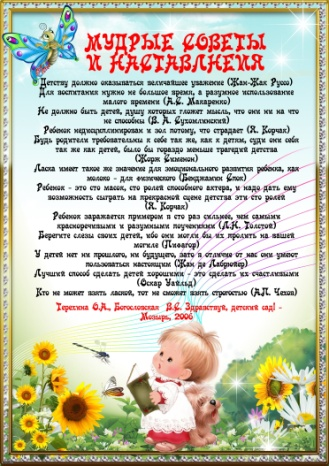 МУДРЫЕ СОВЕТЫ
И НАСТАВЛЕНИЯ
Детству должно оказываться величайшее уважение (Жан-Жак Руссо)
Для воспитания нужно не большое время, а разумное использование
малого времени (А.С. Макаренко)
Не должно быть детей, душу которых гложет мысль, что они ни на что
не способны (В. А. Сухомлинский)
Ребенок недисциплинирован и зол потому, что страдает (Я. Корчак)
Будь родители требовательны к себе так же, как к детям, суди они себя
так же как детей, было бы гораздо меньше трагедий детства
(Жорж Сименон)
Ласка имеет такое же значение для эмоционального развития ребенка, как
молоко - для физического (Бенджамин Спок)
Ребенок - это сто масок, сто ролей способного актера, и надо дать ему
возможность сыграть на прекрасной сцене детства эти сто ролей
(Я. Корчак)
Ребенок заражается примером в сто раз сильнее, чем самыми
красноречивыми и разумными поучениями (Л.Н. Толстой)
Берегите слезы своих детей, ибо они могли бы их пролить на вашей
могиле (Пифагор)
У детей нет ни прошлого, ни будущего, зато в отличие от нас они умеют
пользоваться настоящим (Жан де Лабрюйер)
Лучший способ сделать детей хорошими - это сделать их счастливыми
(Оскар Уайльд)
Кто не может взять лаской, тот не сможет взять строгостью (А.П. Чехов)
Терехина О.А., Богословская В.С. Здравствуй, детский сад! -
Мозырь, 2006